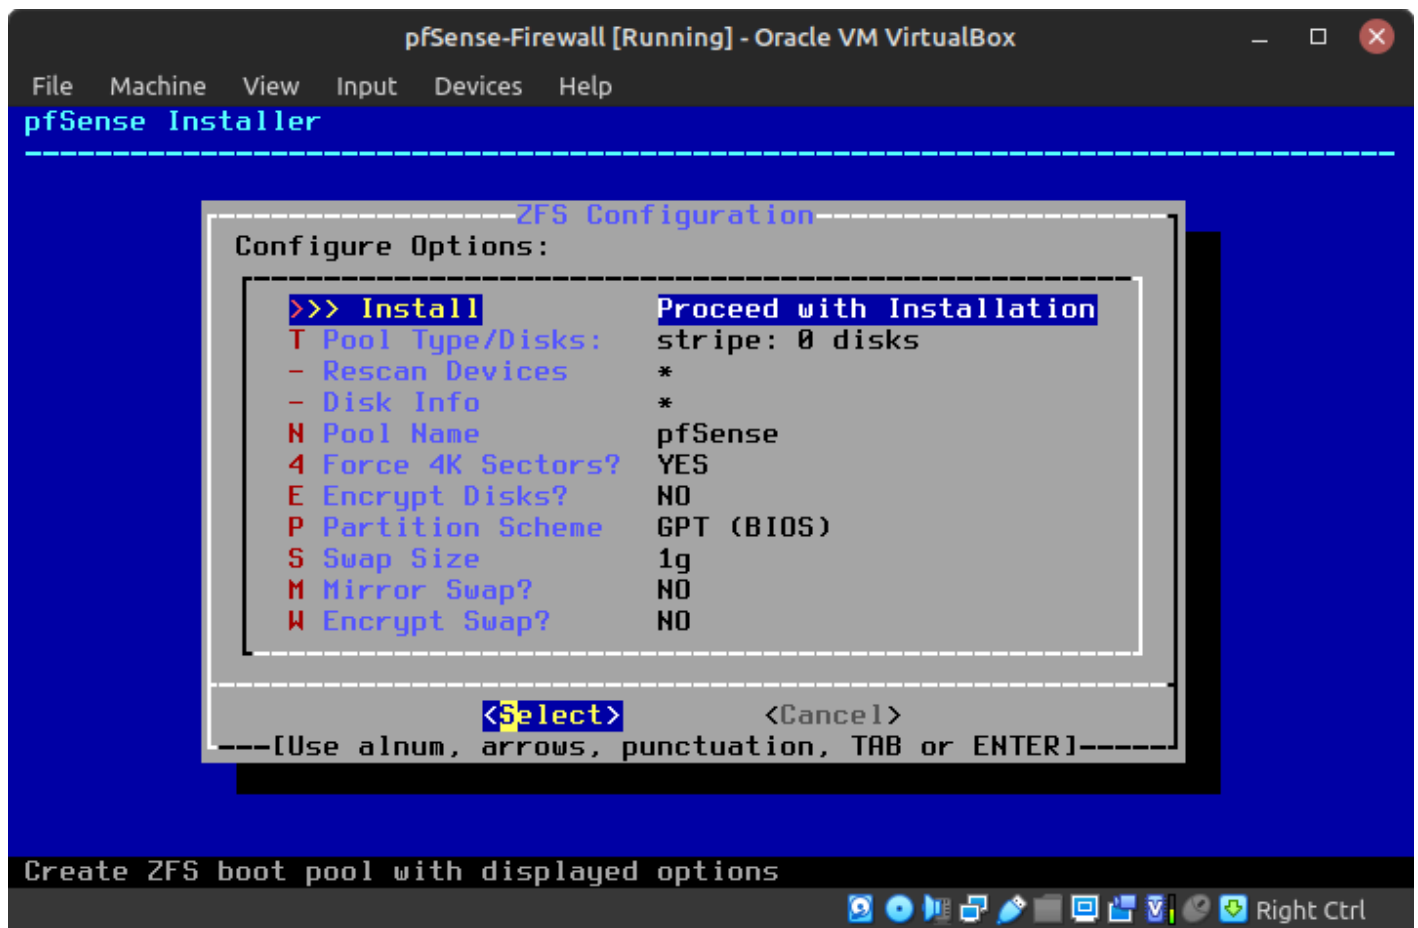 pfSense-Firewall [Running] - Oracle VM VirtualBox
File Machine View Input Devices Help
pfSense Installer
ZFS Configuration
Configure Options:
>>> Install Proceed with Installation
T Pool Type/Disks: stripe: 0 disks
- Rescan Devices *
- Disk Info *
N Pool Name pfSense
4 Force 4K Sectors? YES
E Encrypt Disks? NO
P Partition Scheme GPT (BIOS)
S Swap Size 1g
M Mirror Swap? NO
W Encrypt Swap? NO
<Select> <Cancel>
[Use alnum, arrows, punctuation, TAB or ENTER]
Create ZFS boot pool with displayed options
Right Ctrl